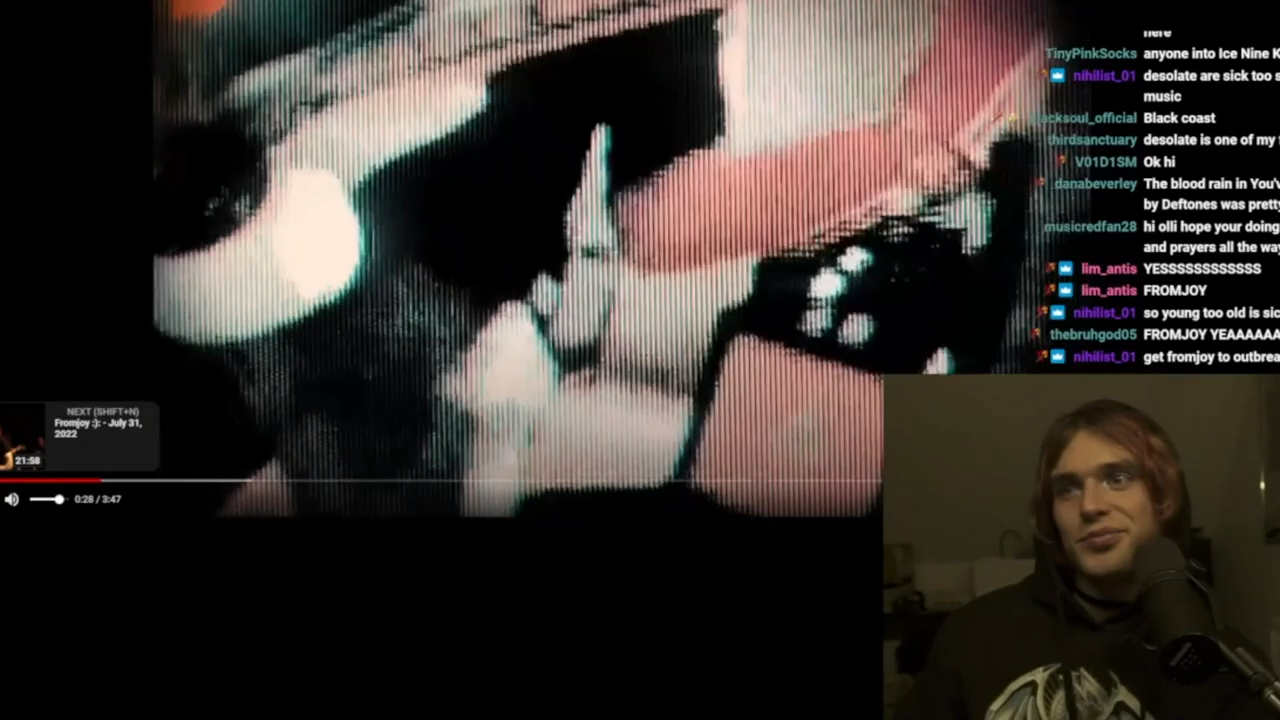 TinyPinkSocks anyone into Ice Nine K
nihilist_01 desolate are sick too s
music
acksoul_official Black coast
thirdsanctuary desolate is one of my
V01D1SM Ok hi
danabeverley The blood rain in You'v
by Deftones was pretty
musicredfan28 hi olli hope your doing
and prayers all the way
lim_antis YESSSSSSSSSSSS
lim_antis FROMJOY
nihilist_01 so young too old is sic
thebruhgod05 FROMJOY YEAAAAAA
nihilist_01 get fromjoy to outbrea
NEXT (SHIFT+N)
Fromjoy :): - July 31,
2022
21:58
0:28 / 3:47